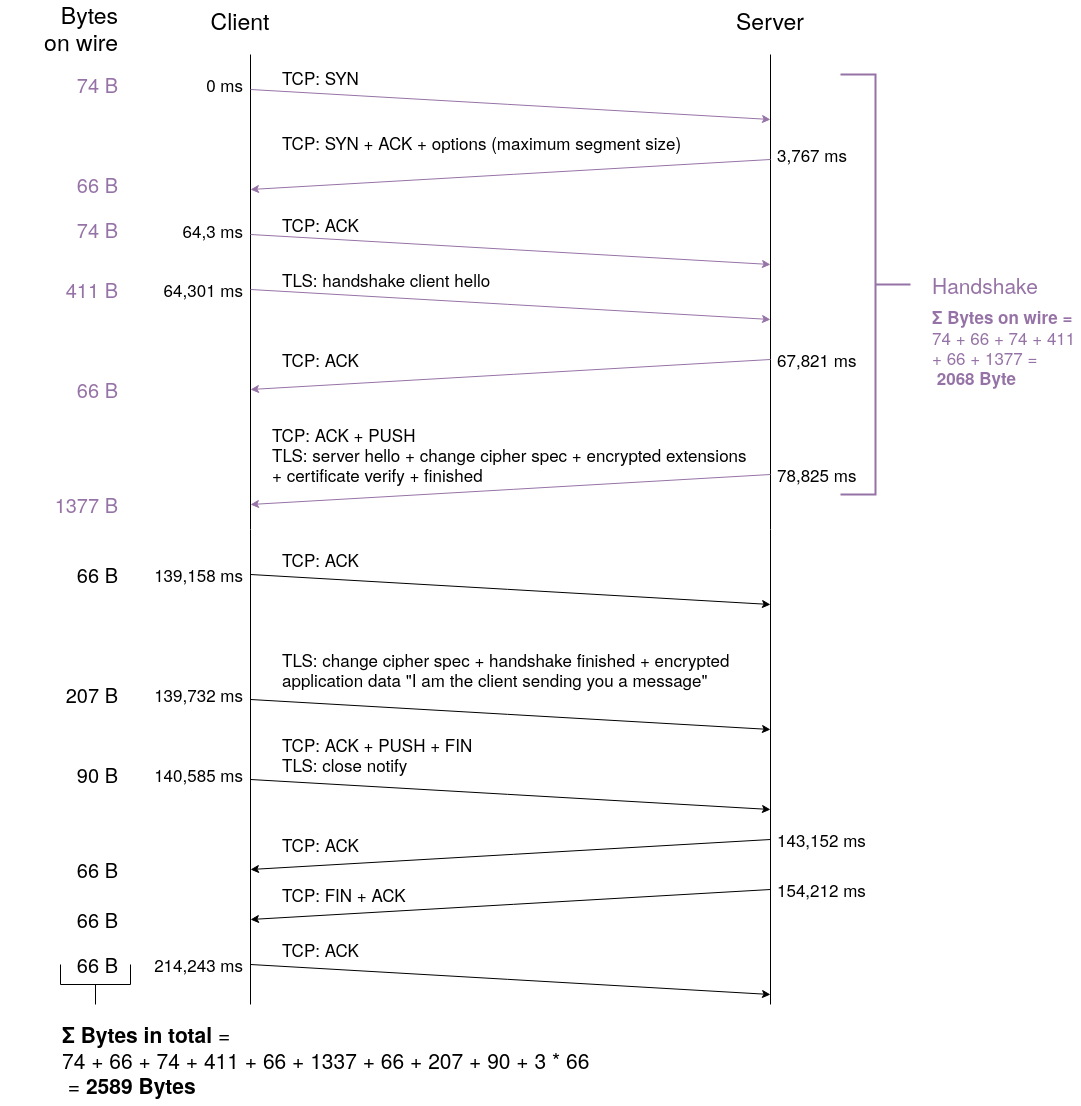 Bytes
on wire
Client
Server
74 B
0 ms
TCP: SYN
TCP: SYN + ACK + options (maximum segment size)
3,767 ms
66 B
74 B
64,3 ms
TCP: ACK
411 B
64,301 ms
TLS: handshake client hello
Handshake
Σ Bytes on wire =
74 + 66 + 74 + 411
+ 66 + 1377 =
2068 Byte
TCP: ACK
67,821 ms
66 B
TCP: ACK + PUSH
TLS: server hello + change cipher spec + encrypted extensions
+ certificate verify + finished
78,825 ms
1377 B
TCP: ACK
66 B
139,158 ms
TLS: change cipher spec + handshake finished + encrypted
application data "I am the client sending you a message"
207 B
139,732 ms
TCP: ACK + PUSH + FIN
TLS: close notify
90 B
140,585 ms
TCP: ACK
143,152 ms
66 B
TCP: FIN + ACK
154,212 ms
66 B
TCP: ACK
66 B
214,243 ms
Σ Bytes in total =
74 + 66 + 74 + 411 + 66 + 1337 + 66 + 207 + 90 + 3 * 66
= 2589 Bytes